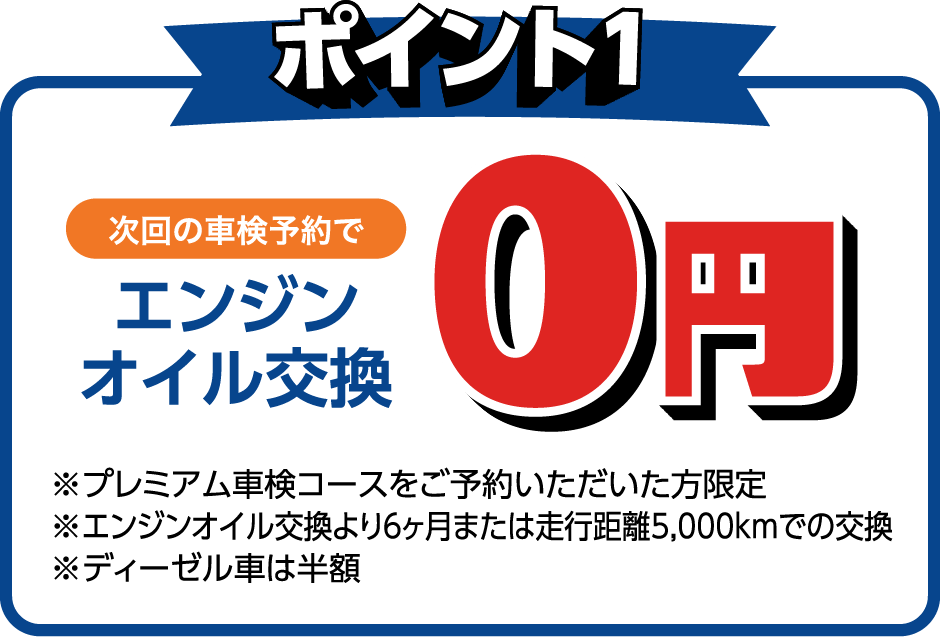 ポイント1
次回の車検予約で
エンジン
オイル交換
0円
※プレミアム車検コースをご予約いただいた方限定
※エンジンオイル交換より6ヶ月または走行距離5,000kmでの交換
※ディーゼル車は半額